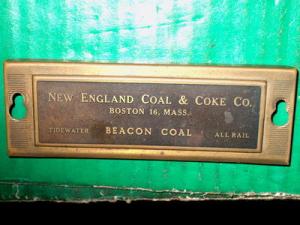 NEW ENGLAND COAL & COKE CO.
BOSTON 16, MASS.
TIDEWATER BEACON COAL ALL RAIL